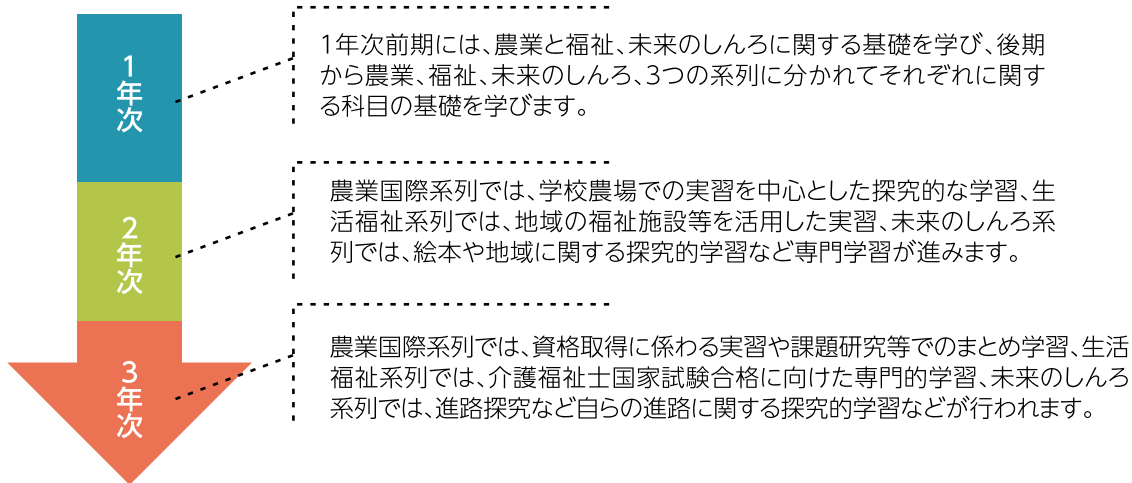 1年次
1年次前期には、農業と福祉、未来のしんろに関する基礎を学び、後期
から農業、福祉、未来のしんろ、3つの系列に分かれてそれぞれに関す
る科目の基礎を学びます。
2年次
農業国際系列では、学校農場での実習を中心とした探究的な学習、生
活福祉系列では、地域の福祉施設等を活用した実習、未来のしんろ系
列では、絵本や地域に関する探究的学習など専門学習が進みます。
3年次
農業国際系列では、資格取得に係わる実習や課題研究等でのまとめ学習、生活
福祉系列では、介護福祉士国家試験合格に向けた専門的学習、未来のしんろ
系列では、進路探究など自らの進路に関する探究的学習などが行われます。